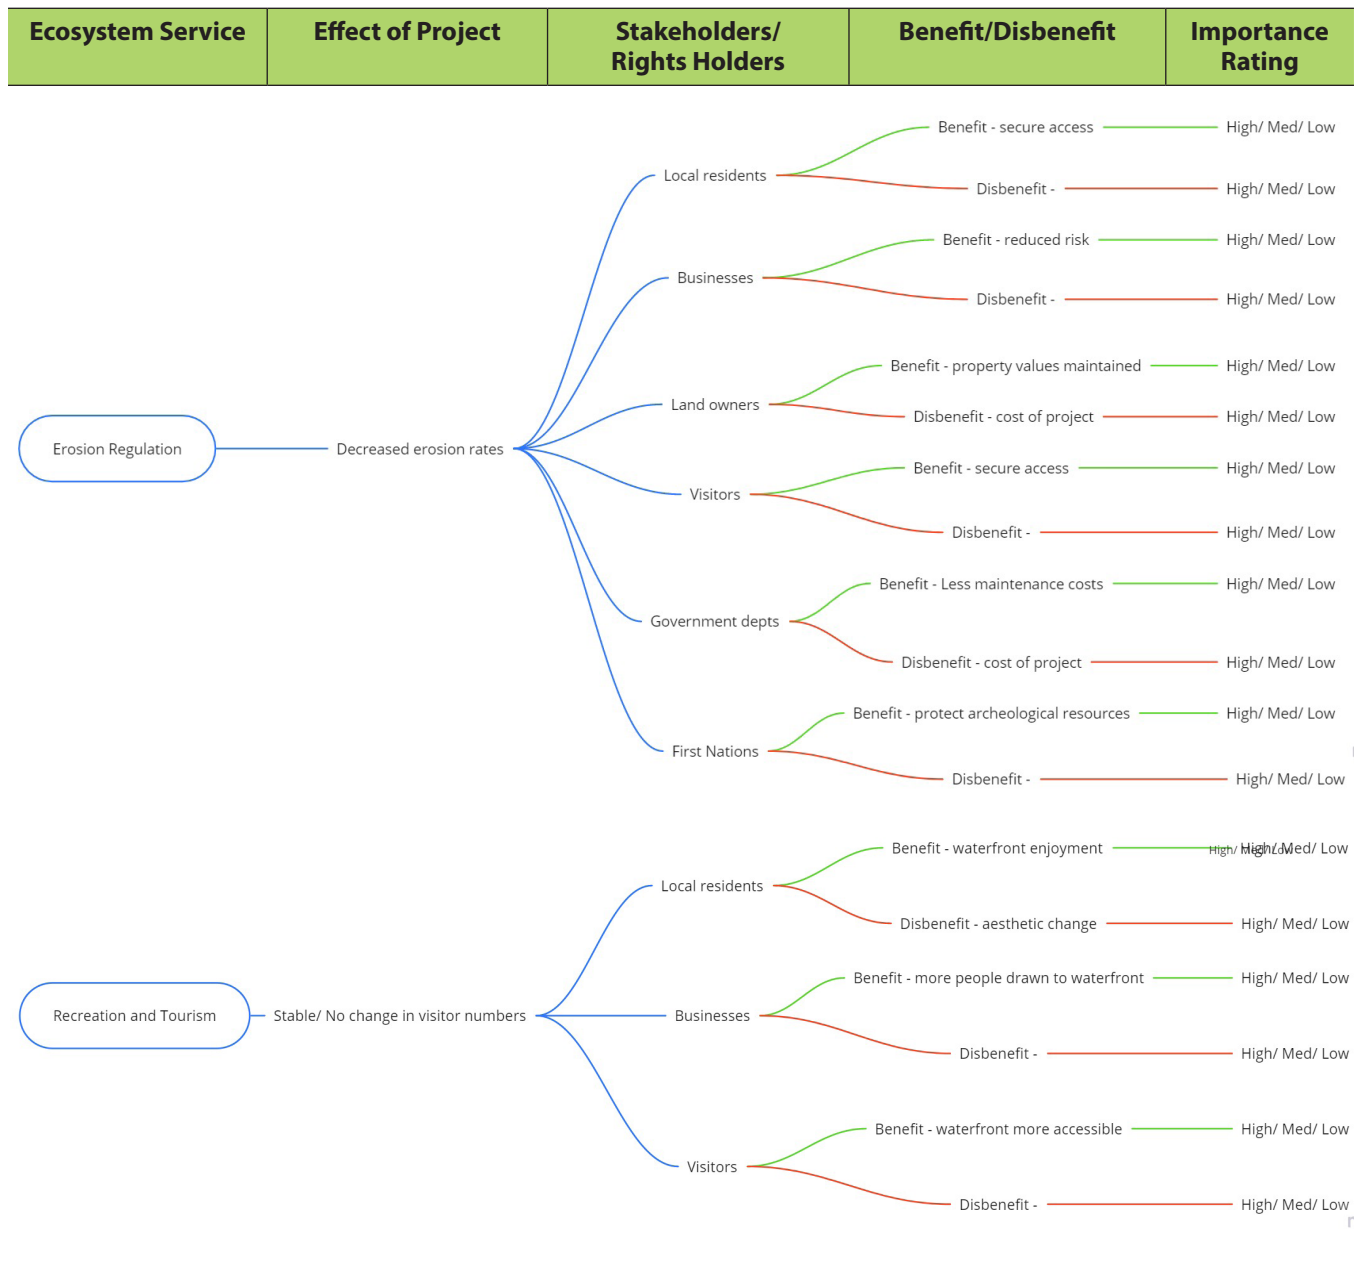 Ecosystem Service
Effect of Project
Stakeholders/
Rights Holders
Benefit/Disbenefit
Importance
Rating
Erosion Regulation
Decreased erosion rates
Local residents
Benefit - secure access
High/ Med/ Low
Disbenefit -
High/ Med/ Low
Businesses
Benefit - reduced risk
High/ Med/ Low
Disbenefit -
High/ Med/ Low
Land owners
Benefit - property values maintained
High/ Med/ Low
Disbenefit - cost of project
High/ Med/ Low
Visitors
Benefit - secure access
High/ Med/ Low
Disbenefit -
High/ Med/ Low
Government depts
Benefit - Less maintenance costs
High/ Med/ Low
Disbenefit - cost of project
High/ Med/ Low
First Nations
Benefit - protect archeological resources
High/ Med/ Low
Disbenefit -
High/ Med/ Low
Recreation and Tourism
Stable/ No change in visitor numbers
Local residents
Benefit - waterfront enjoyment
High/ Med/ Low
High/ Med/ Low
Disbenefit - aesthetic change
High/ Med/ Low
Businesses
Benefit - more people drawn to waterfront
High/ Med/ Low
Disbenefit -
High/ Med/ Low
Visitors
Benefit - waterfront more accessible
High/ Med/ Low
Disbenefit -
High/ Med/ Low